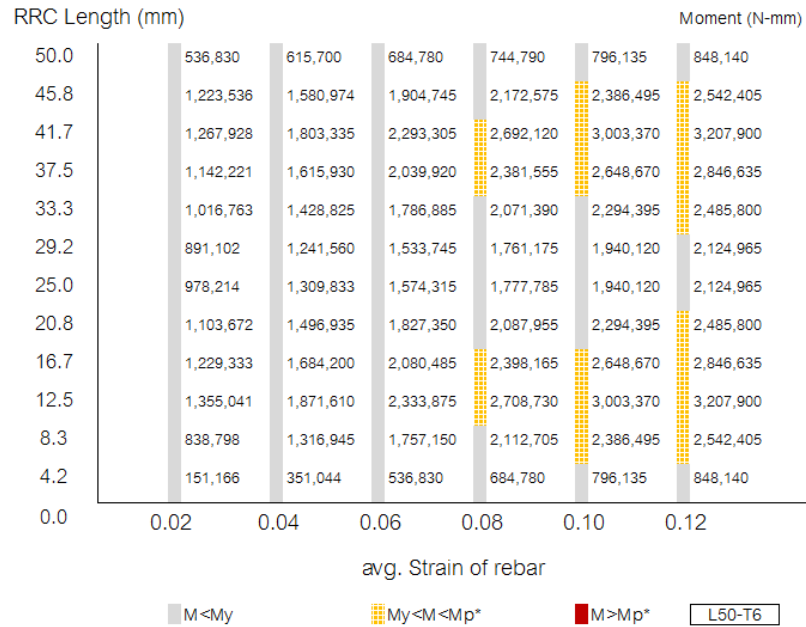 RRC Length (mm) Moment (N-mm)
50.0 536,830 615,700 684,780 744,790 796,135 848,140
45.8 1,223,536 1,580,974 1,904,745 2,172,575 2,386,495 2,542,405
41.7 1,267,928 1,803,335 2,293,305 2,692,120 3,003,370 3,207,900
37.5 1,142,221 1,615,930 2,039,920 2,381,555 2,648,670 2,846,635
33.3 1,016,763 1,428,825 1,786,885 2,071,390 2,294,395 2,485,800
29.2 891,102 1,241,560 1,533,745 1,761,175 1,940,120 2,124,965
25.0 978,214 1,309,833 1,574,315 1,777,785 1,940,120 2,124,965
20.8 1,103,672 1,496,935 1,827,350 2,087,955 2,294,395 2,485,800
16.7 1,229,333 1,684,200 2,080,485 2,398,165 2,648,670 2,846,635
12.5 1,355,041 1,871,610 2,333,875 2,708,730 3,003,370 3,207,900
8.3 838,798 1,316,945 1,757,150 2,112,705 2,386,495 2,542,405
4.2 151,166 351,044 536,830 684,780 796,135 848,140
0.0
0.02 0.04 0.06 0.08 0.10 0.12
avg. Strain of rebar
M<My My<M<Mp* M>Mp* L50-T6